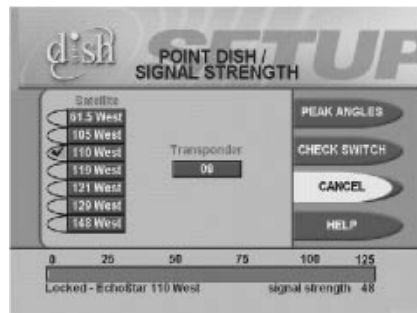 dish
SETUP
POINT DISH /
SIGNAL STRENGTH
Satellite
61.5 West
105 West
110 West
119 West
121 West
129 West
148 West
Transponder
09
PEAK ANGLES
CHECK SWITCH
CANCEL
HELP
0 25 50 75 100 125
Locked - EchoStar 110 West signal strength 48